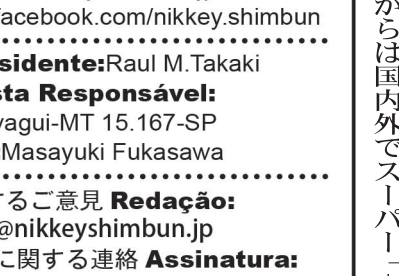 facebook.com/nikkey.shimbun
sidente:Raul M.Takaki
sta Responsável:
yagui-MT 15.167-SP
Masayuki Fukasawa
するご意見 Redação:
@nikkeyshimbun.jp
に関する連絡 Assinatura:
からは国内外でスーパー「